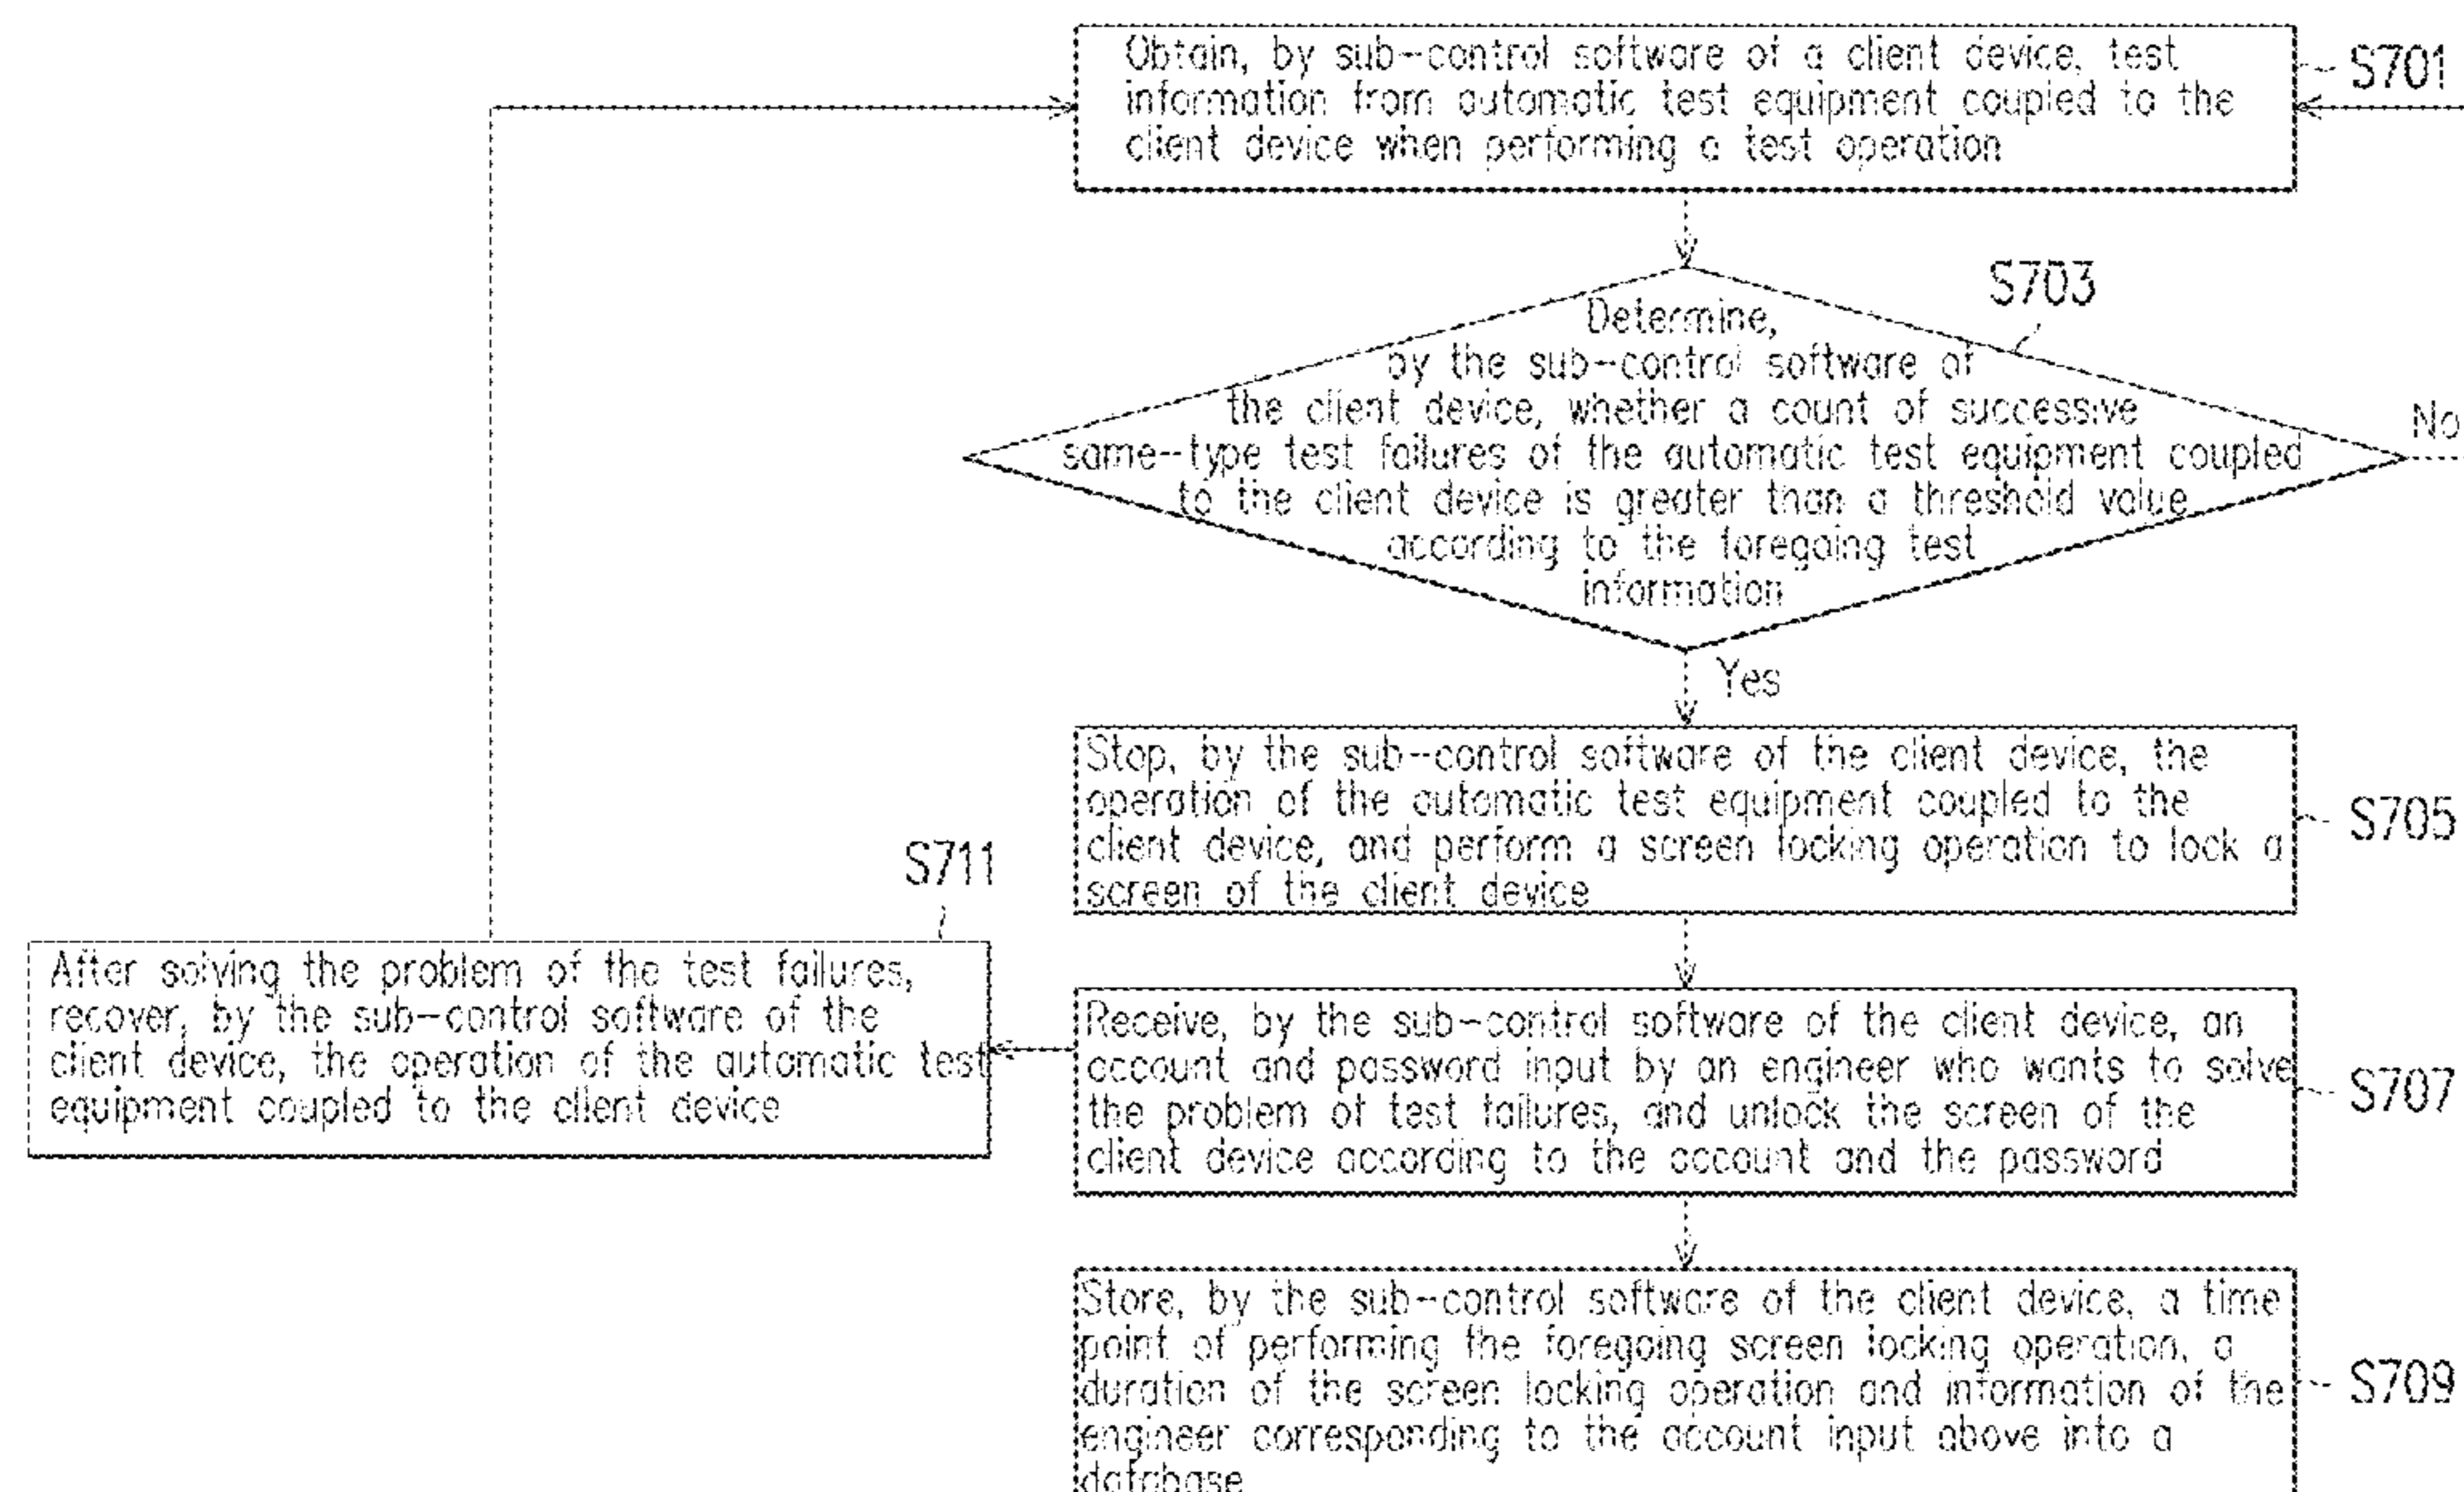 Obtain, by sub-control software of a client device, test
information from automatic test equipment coupled to the
client device when performing a test operation
S701
S703
Determine,
by the sub-control software of
the client device, whether a count of successive
same-type test failures of the automatic test equipment coupled
to the client device is greater than a threshold value
according to the foregoing test
information
No
Yes
Stop, by the sub-control software of the client device, the
operation of the automatic test equipment coupled to the
client device, and perform a screen locking operation to lock a
screen of the client device
S705
S711
After solving the problem of the test failures,
recover, by the sub-control software of the
client device, the operation of the automatic test
equipment coupled to the client device
Receive, by the sub-control software of the client device, an
account and password input by an engineer who wants to solve
the problem of test failures, and unlock the screen of the
client device according to the account and the password
S707
Store, by the sub-control software of the client device, a time
point of performing the foregoing screen locking operation, a
duration of the screen locking operation and information of the
engineer corresponding to the account input above into a
database
S709